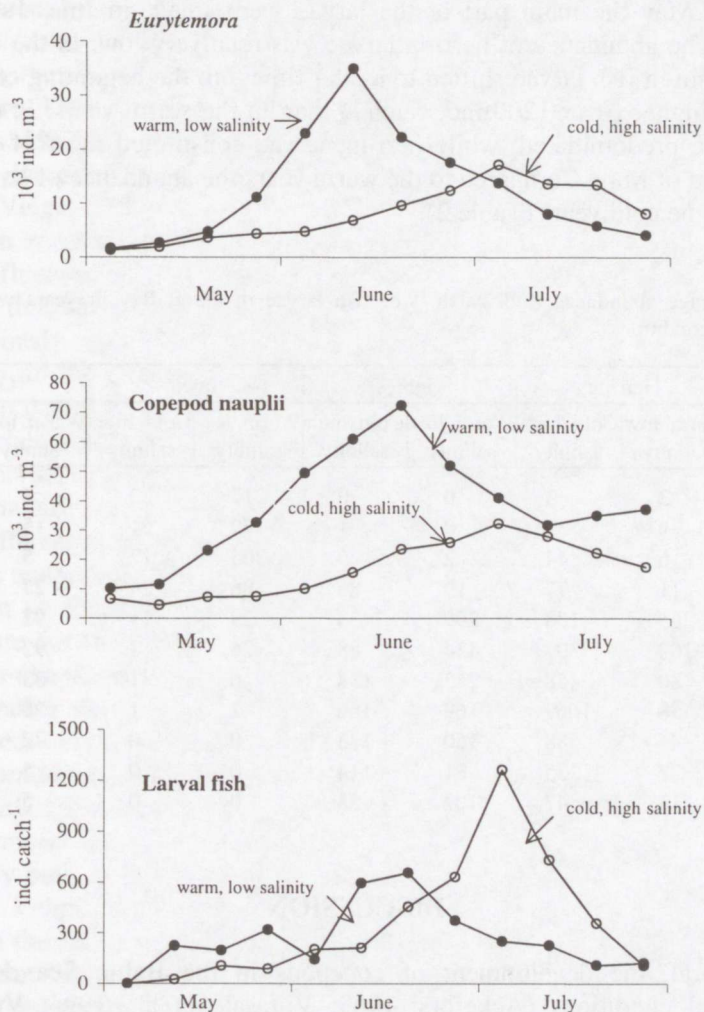 Eurytemora
10³. ind. m⁻³
40
30
20
10
0
warm, low salinity
cold, high salinity
May
June
July
Copepod nauplii
10³. ind. m⁻³
80
70
60
50
40
30
20
10
0
warm, low salinity
cold, high salinity
May
June
July
Larval fish
ind. catch⁻¹
1500
1200
900
600
300
0
warm, low salinity
cold, high salinity
May
June
July